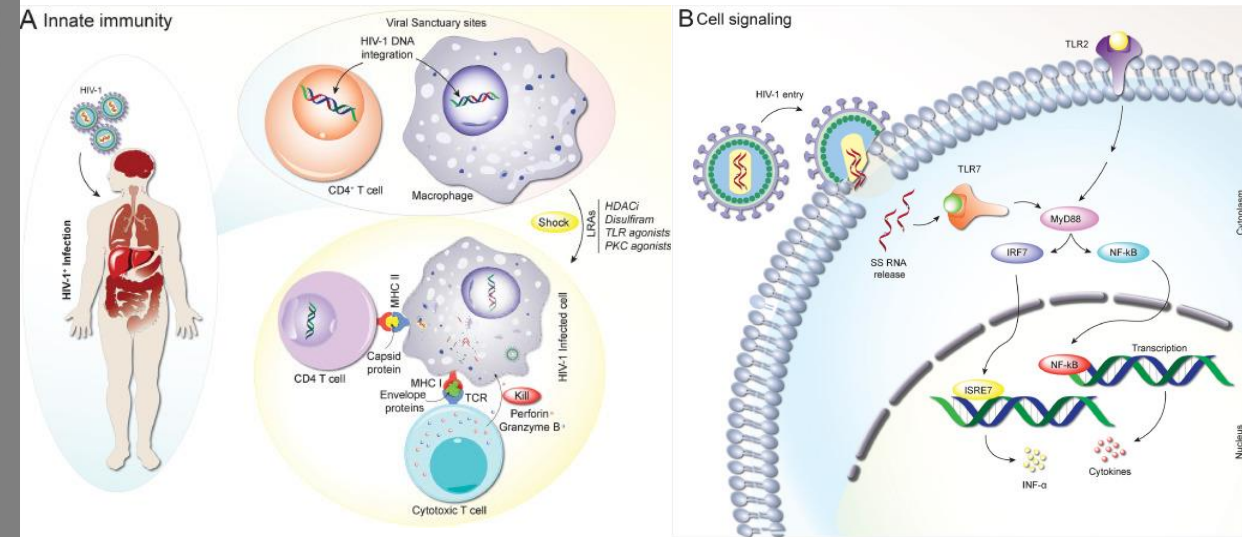 A Innate immunity
HIV-1
HIV-1⁺ Infection
Viral Sanctuary sites
HIV-1 DNA
integration
CD4⁺ T cell
Macrophage
Shock
LRAs
HDACi
Disulfiram
TLR agonists
PKC agonists
MHC II
Capsid
protein
CD4 T cell
HIV-1 Infected cell
MHC I
Envelope
proteins
TCR
Kill
Perforin
Granzyme B
Cytotoxic T cell
B Cell signaling
TLR2
HIV-1 entry
TLR7
SS RNA
release
MyD88
IRF7
NF-kB
Cytoplasm
Transcription
NF-kB
ISRE7
INF-α
Cytokines
Nucleus